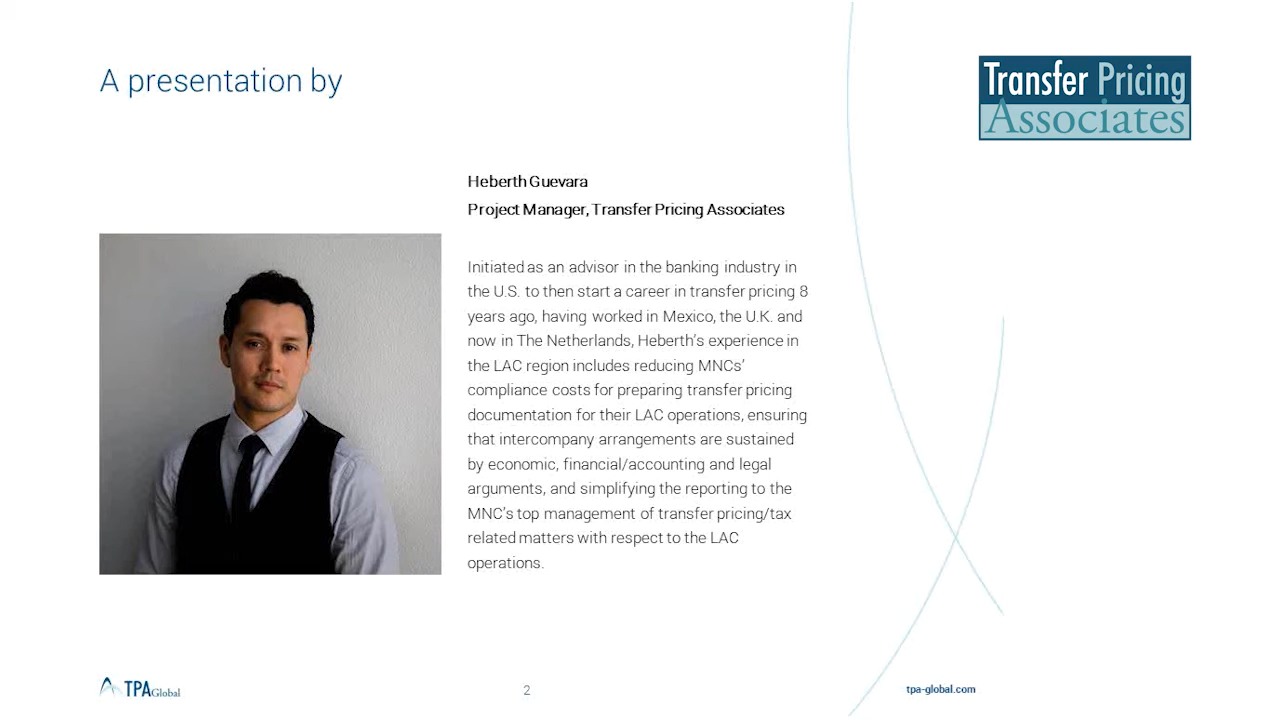 A presentation by
Transfer Pricing
Associates
Heberth Guevara
Project Manager, Transfer Pricing Associates
Initiated as an advisor in the banking industry in
the U.S. to then start a career in transfer pricing 8
years ago, having worked in Mexico, the U.K. and
now in The Netherlands, Heberth's experience in
the LAC region includes reducing MNCs'
compliance costs for preparing transfer pricing
documentation for their LAC operations, ensuring
that intercompany arrangements are sustained
by economic, financial/accounting and legal
arguments, and simplifying the reporting to the
MNC's top management of transfer pricing/tax
related matters with respect to the LAC
operations.
TPA Global
2
tpa-global.com